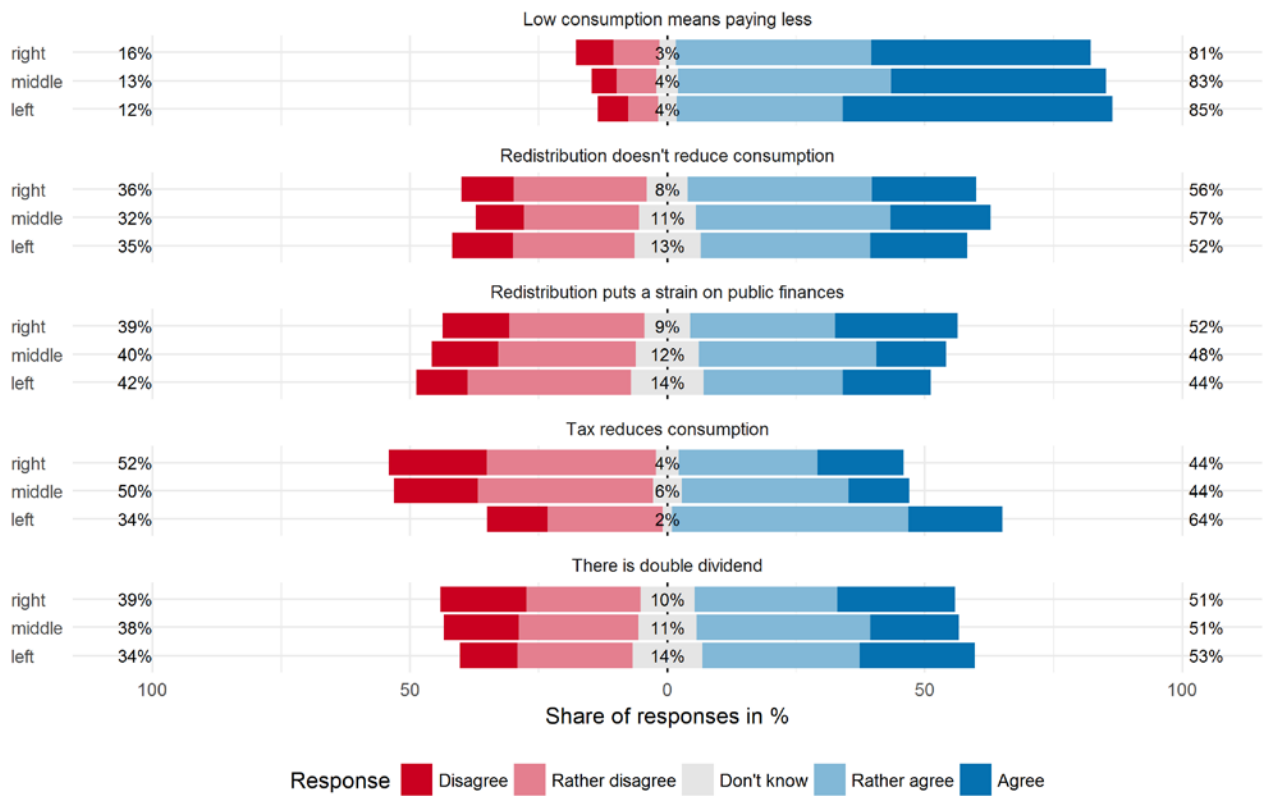 Low consumption means paying less
right 16% 3% 81%
middle 13% 4% 83%
left 12% 4% 85%
Redistribution doesn't reduce consumption
right 36% 8% 56%
middle 32% 11% 57%
left 35% 13% 52%
Redistribution puts a strain on public finances
right 39% 9% 52%
middle 40% 12% 48%
left 42% 14% 44%
Tax reduces consumption
right 52% 4% 44%
middle 50% 6% 44%
left 34% 2% 64%
There is double dividend
right 39% 10% 51%
middle 38% 11% 51%
left 34% 14% 53%
100 50 0 50 100
Share of responses in %
Response Disagree Rather disagree Don't know Rather agree Agree